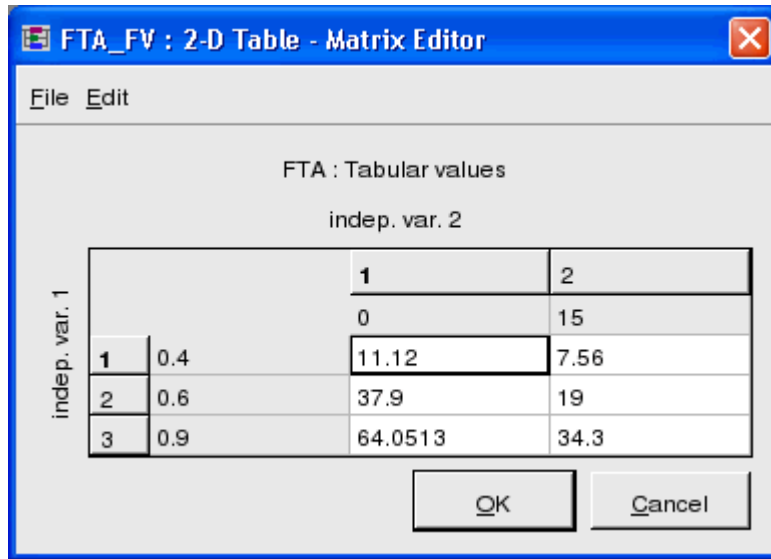 FTA_FV : 2-D Table - Matrix Editor
File Edit
FTA : Tabular values
indep. var. 2
indep. var. 1
1 2
0 15
1 0.4 11.12 7.56
2 0.6 37.9 19
3 0.9 64.0513 34.3
OK Cancel